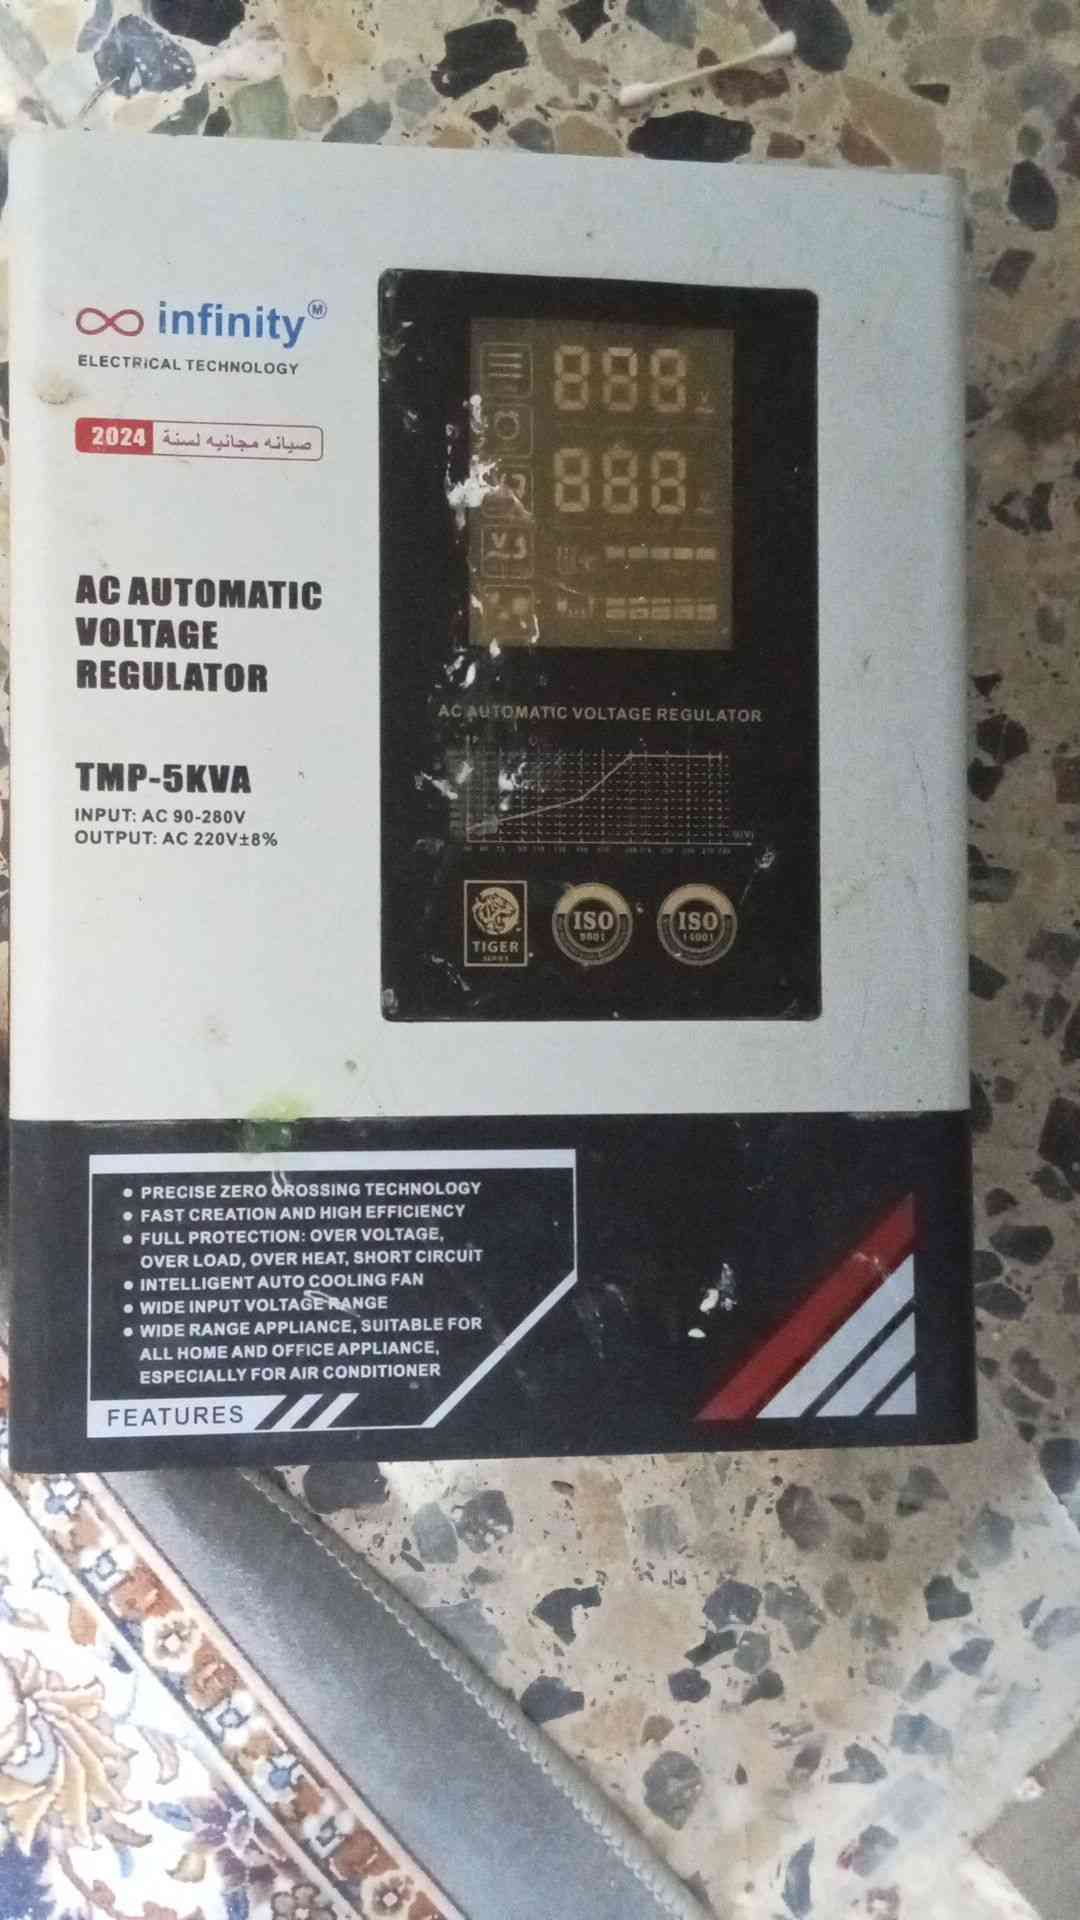 infinity
ELECTRICAL TECHNOLOGY
2024 صيانه مجانيه لسنة
AC AUTOMATIC
VOLTAGE
REGULATOR
TMP-5KVA
INPUT: AC 90-280V
OUTPUT: AC 220V±8%
888 V
888
AC AUTOMATIC VOLTAGE REGULATOR
TIGER
SERIES
ISO
9001
ISO
14001
PRECISE ZERO CROSSING TECHNOLOGY
FAST CREATION AND HIGH EFFICIENCY
FULL PROTECTION: OVER VOLTAGE,
OVER LOAD, OVER HEAT, SHORT CIRCUIT
INTELLIGENT AUTO COOLING FAN
WIDE INPUT VOLTAGE RANGE
WIDE RANGE APPLIANCE, SUITABLE FOR
ALL HOME AND OFFICE APPLIANCE,
ESPECIALLY FOR AIR CONDITIONER
FEATURES